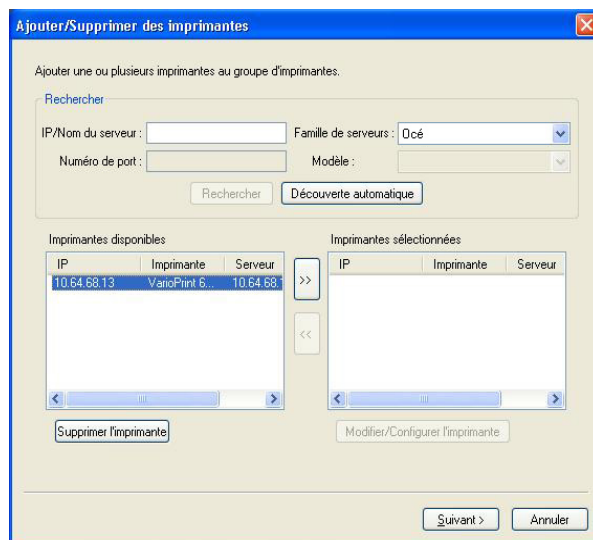 Ajouter/Supprimer des imprimantes
Ajouter une ou plusieurs imprimantes au groupe d'imprimantes.
Rechercher
IP/Nom du serveur : Famille de serveurs : Océ
Numéro de port : Modèle :
Rechercher Découverte automatique
Imprimantes disponibles Imprimantes sélectionnées
IP Imprimante Serveur IP Imprimante Serveur
10.64.68.13 VarioPrint 6... 10.64.68.
>>
<<
Supprimer l'imprimante Modifier/Configurer l'imprimante
Suivant > Annuler